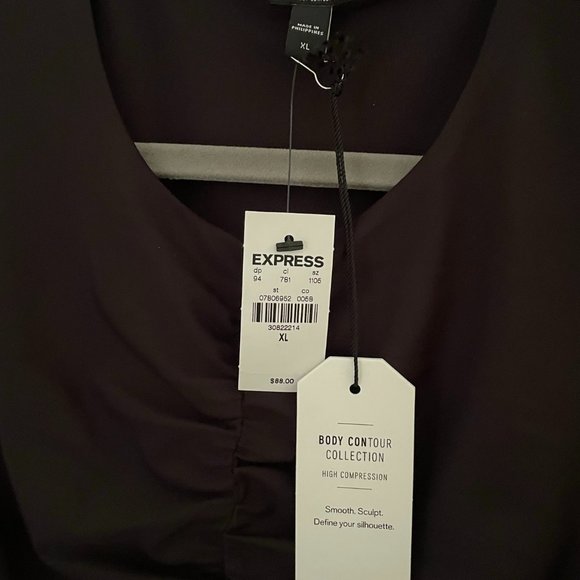 MADE IN
PHILIPPINES
XL
EXPRESS
dp cl sz
94 781 1105
st co
07806952 0058
30822214
XL
$88.00
BODY CONTOUR
COLLECTION
HIGH COMPRESSION
Smooth. Sculpt.
Define your silhouette.